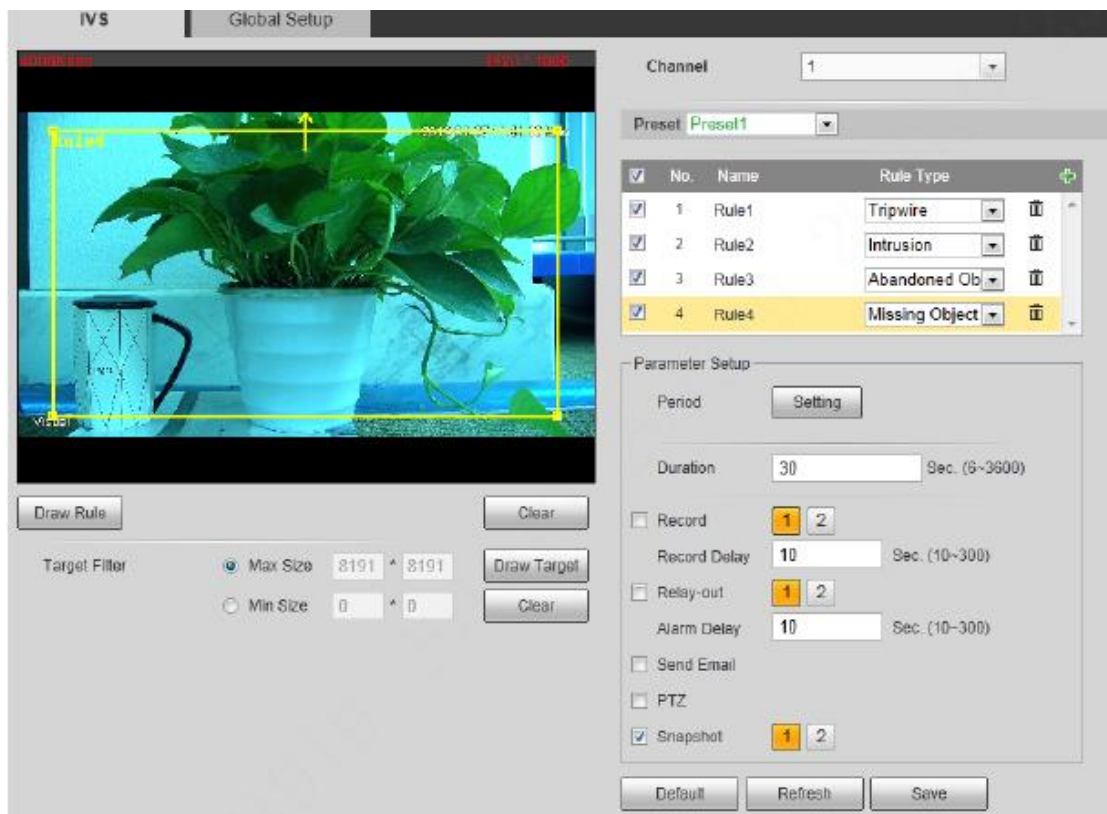 IVS Global Setup
Rule4
Visual
Draw Rule Clear
Target Filter Max Size 8191 * 8191 Draw Target
Min Size 0 * 0 Clear
Channel 1
Preset Preset1
No. Name Rule Type
1 Rule1 Tripwire
2 Rule2 Intrusion
3 Rule3 Abandoned Ob
4 Rule4 Missing Object
Parameter Setup
Period Setting
Duration 30 Sec. (6~3600)
Record 1 2
Record Delay 10 Sec. (10~300)
Relay-out 1 2
Alarm Delay 10 Sec. (10~300)
Send Email
PTZ
Snapshot 1 2
Default Refresh Save